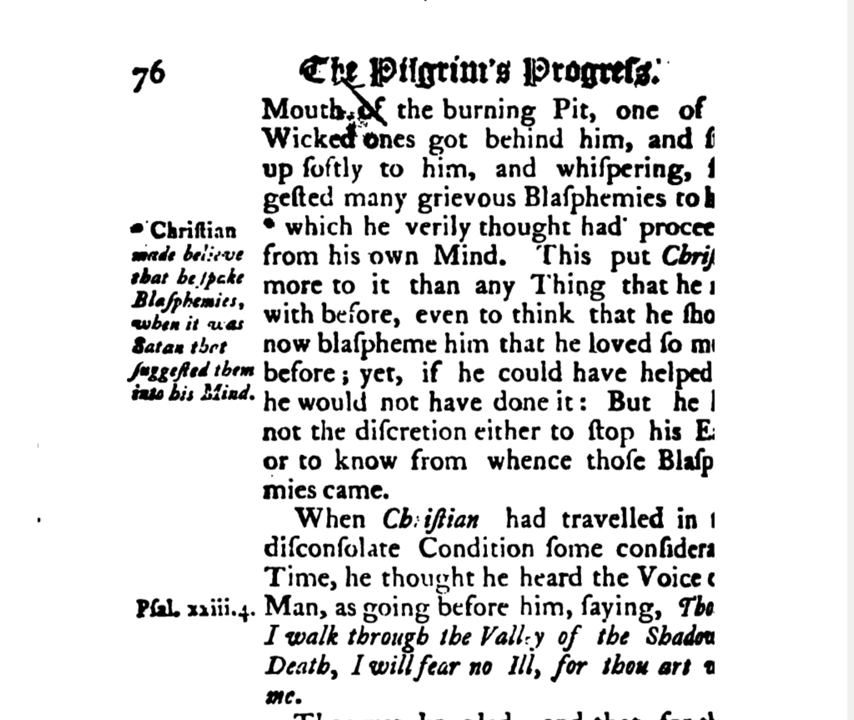 76
The Pilgrim's Progreſs.
Mouth of the burning Pit, one of
Wicked ones got behind him, and
up ſoftly to him, and whiſpering,
geſted many grievous Blaſphemies to
* which he verily thought had
from his own Mind. This put
more to it than any Thing that he
with before, even to think that he
now blaſpheme him that he loved ſo
before; yet, if he could have helped
he would not have done it: But he
not the diſcretion either to ſtop his
or to know from whence thoſe
mies came.
* Chriſtian
made believe
that he ſpake
Blaſphemies,
when it was
Satan that
ſuggeſted them
into his Mind.
When Chriſtian had travelled in
diſconſolate Condition ſome
Time, he thought he heard the Voice
Pſal. xxiii.4.
Man, as going before him, ſaying,
I walk through the Valley of the
Death, I will fear no Ill, for thou art
me.